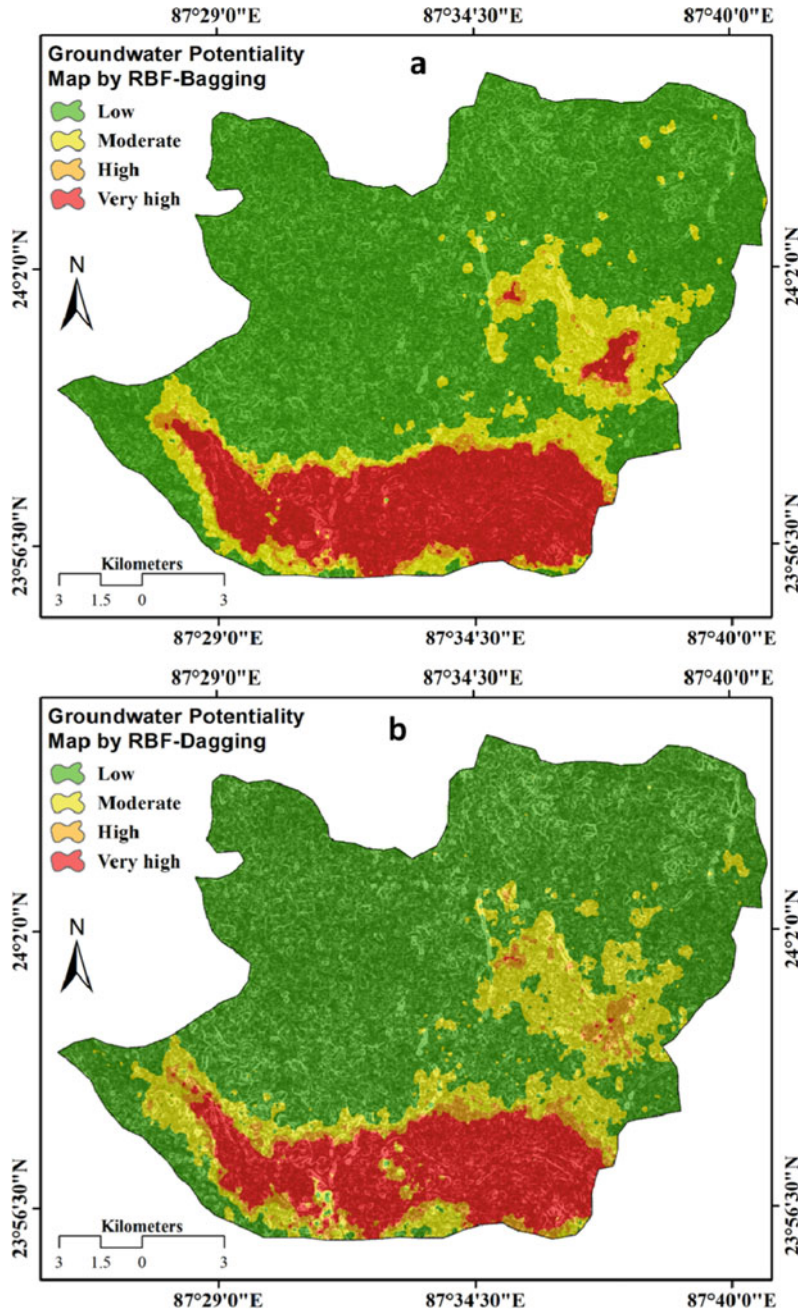 87°29'0"E 87°34'30"E 87°40'0"E
Groundwater Potentiality
Map by RBF-Bagging
a
Low
Moderate
High
Very high
N
24°2'0"N 24°2'0"N
23°56'30"N 23°56'30"N
Kilometers
3 1.5 0 3
87°29'0"E 87°34'30"E 87°40'0"E
87°29'0"E 87°34'30"E 87°40'0"E
Groundwater Potentiality
Map by RBF-Dagging
b
Low
Moderate
High
Very high
N
24°2'0"N 24°2'0"N
23°56'30"N 23°56'30"N
Kilometers
3 1.5 0 3
87°29'0"E 87°34'30"E 87°40'0"E